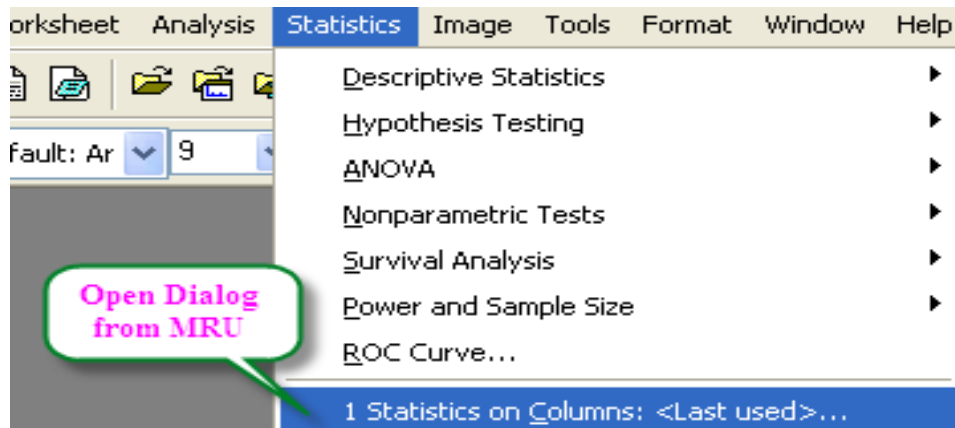 orksheet Analysis Statistics Image Tools Format Window Help
Descriptive Statistics
fault: Ar 9
Hypothesis Testing
ANOVA
Nonparametric Tests
Survival Analysis
Open Dialog
from MRU
Power and Sample Size
ROC Curve...
1 Statistics on Columns: <Last used>...